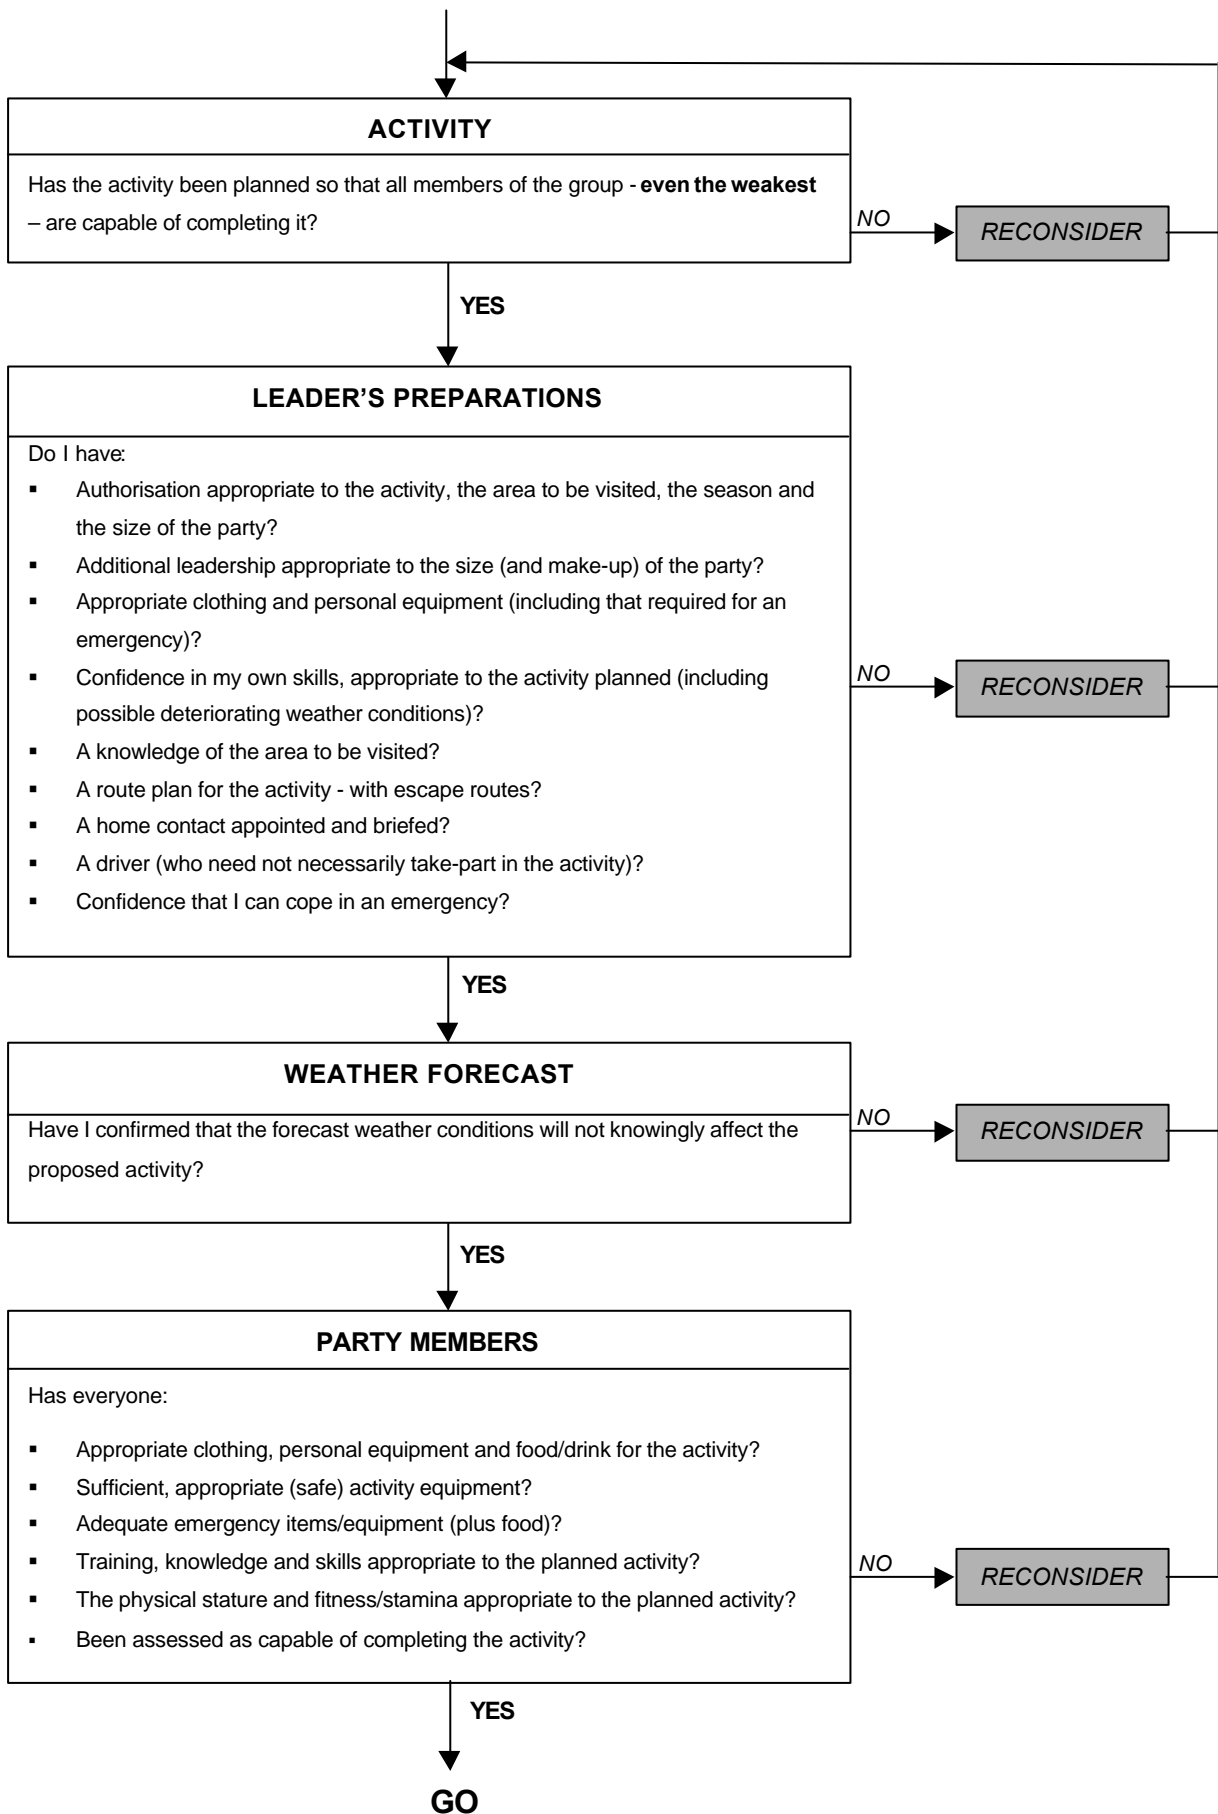 ACTIVITY
Has the activity been planned so that all members of the group - even the weakest
– are capable of completing it?
NO
RECONSIDER
YES
LEADER’S PREPARATIONS
Do I have:
▪ Authorisation appropriate to the activity, the area to be visited, the season and
the size of the party?
▪ Additional leadership appropriate to the size (and make-up) of the party?
▪ Appropriate clothing and personal equipment (including that required for an
emergency)?
▪ Confidence in my own skills, appropriate to the activity planned (including
possible deteriorating weather conditions)?
▪ A knowledge of the area to be visited?
▪ A route plan for the activity - with escape routes?
▪ A home contact appointed and briefed?
▪ A driver (who need not necessarily take-part in the activity)?
▪ Confidence that I can cope in an emergency?
NO
RECONSIDER
YES
WEATHER FORECAST
Have I confirmed that the forecast weather conditions will not knowingly affect the
proposed activity?
NO
RECONSIDER
YES
PARTY MEMBERS
Has everyone:
▪ Appropriate clothing, personal equipment and food/drink for the activity?
▪ Sufficient, appropriate (safe) activity equipment?
▪ Adequate emergency items/equipment (plus food)?
▪ Training, knowledge and skills appropriate to the planned activity?
▪ The physical stature and fitness/stamina appropriate to the planned activity?
▪ Been assessed as capable of completing the activity?
NO
RECONSIDER
YES
GO